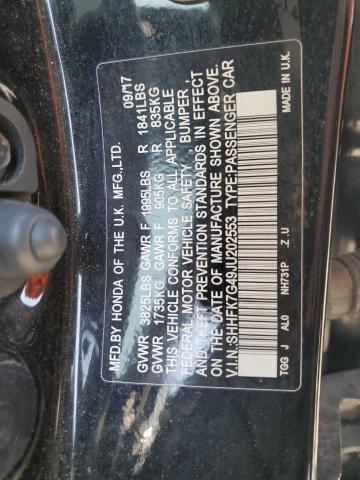 MFD.BY HONDA OF THE U.K. MFG.,LTD. 09/17
GVWR 3825LBS GAWR F 1995LBS R 1841LBS
GVWR 1735KG GAWR F 905KG R 835KG
THIS VEHICLE CONFORMS TO ALL APPLICABLE
FEDERAL MOTOR VEHICLE SAFETY, BUMPER
AND THEFT PREVENTION STANDARDS IN EFFECT
ON THE DATE OF MANUFACTURE SHOWN ABOVE.
V.I.N.:SHHFK7G49JU202553 TYPE:PASSENGER CAR
TGG J AL0 NH731P .Z .U MADE IN U.K.